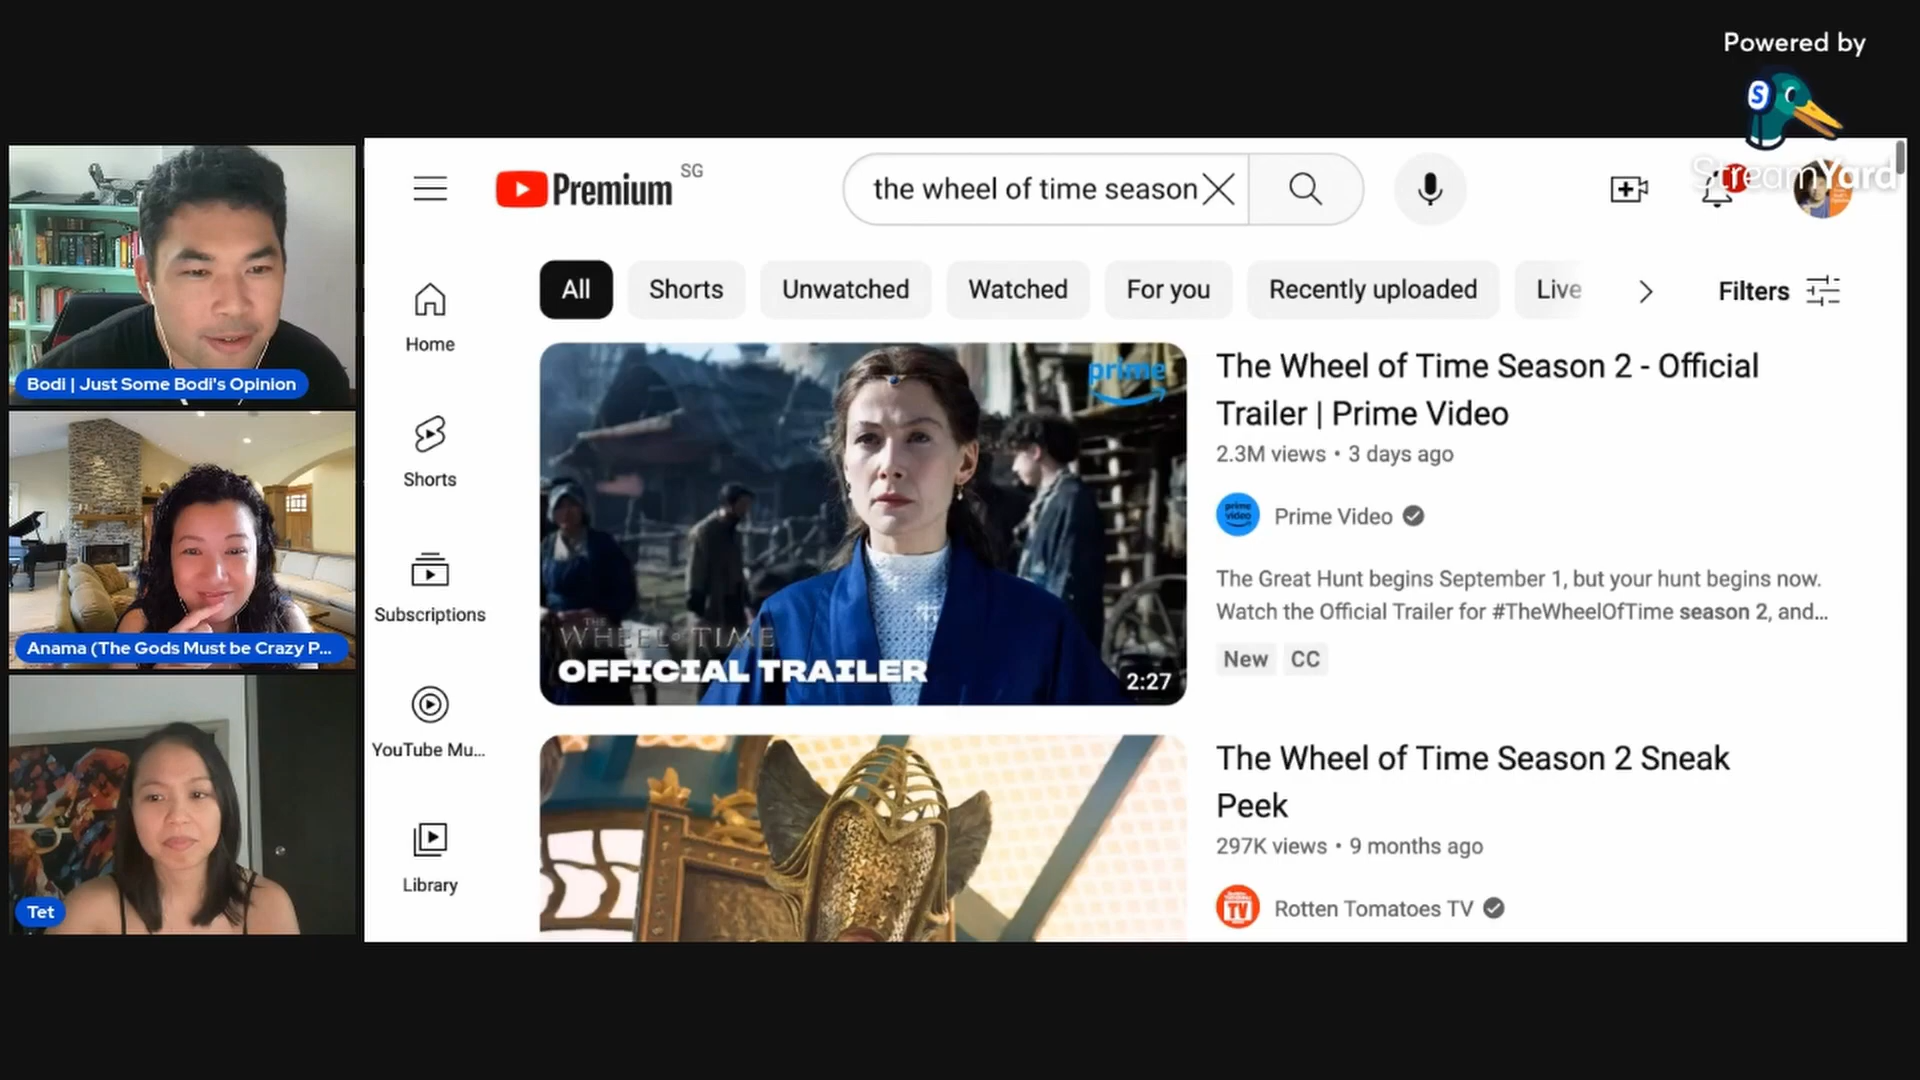 Powered by
StreamYard
Bodi | Just Some Bodi's Opinion
Anama (The Gods Must be Crazy P...
Tet
Premium SG
the wheel of time season
All
Shorts
Unwatched
Watched
For you
Recently uploaded
Live
Filters
Home
Shorts
Subscriptions
YouTube Mu...
Library
prime
THE
WHEEL OF TIME
OFFICIAL TRAILER
2:27
The Wheel of Time Season 2 - Official
Trailer | Prime Video
2.3M views • 3 days ago
prime
video
Prime Video
The Great Hunt begins September 1, but your hunt begins now.
Watch the Official Trailer for #TheWheelOfTime season 2, and...
New
CC
The Wheel of Time Season 2 Sneak
Peek
297K views • 9 months ago
TV
Rotten Tomatoes TV